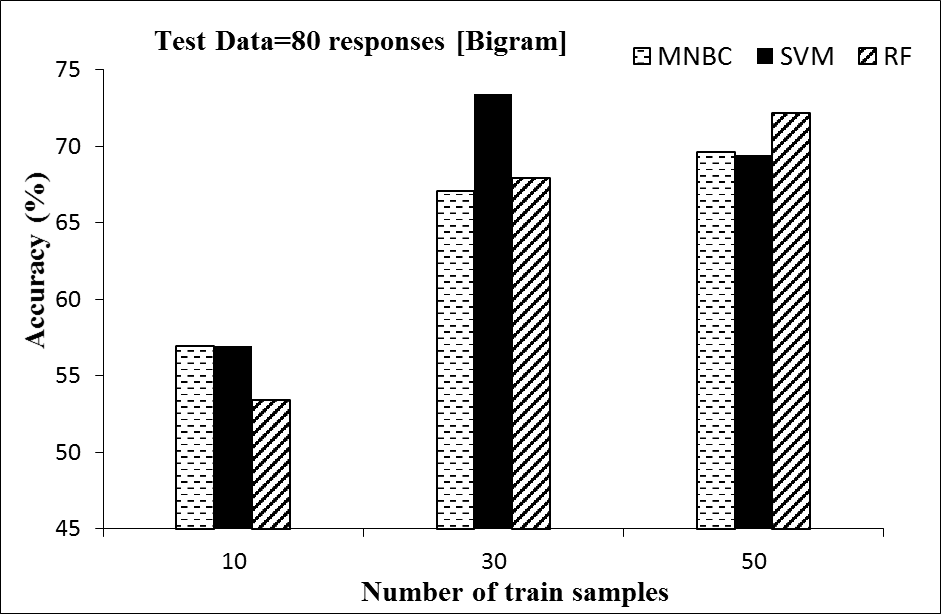 Test Data=80 responses [Bigram]
MNBC SVM RF
75
70
65
60
55
50
45
Accuracy (%)
10 30 50
Number of train samples